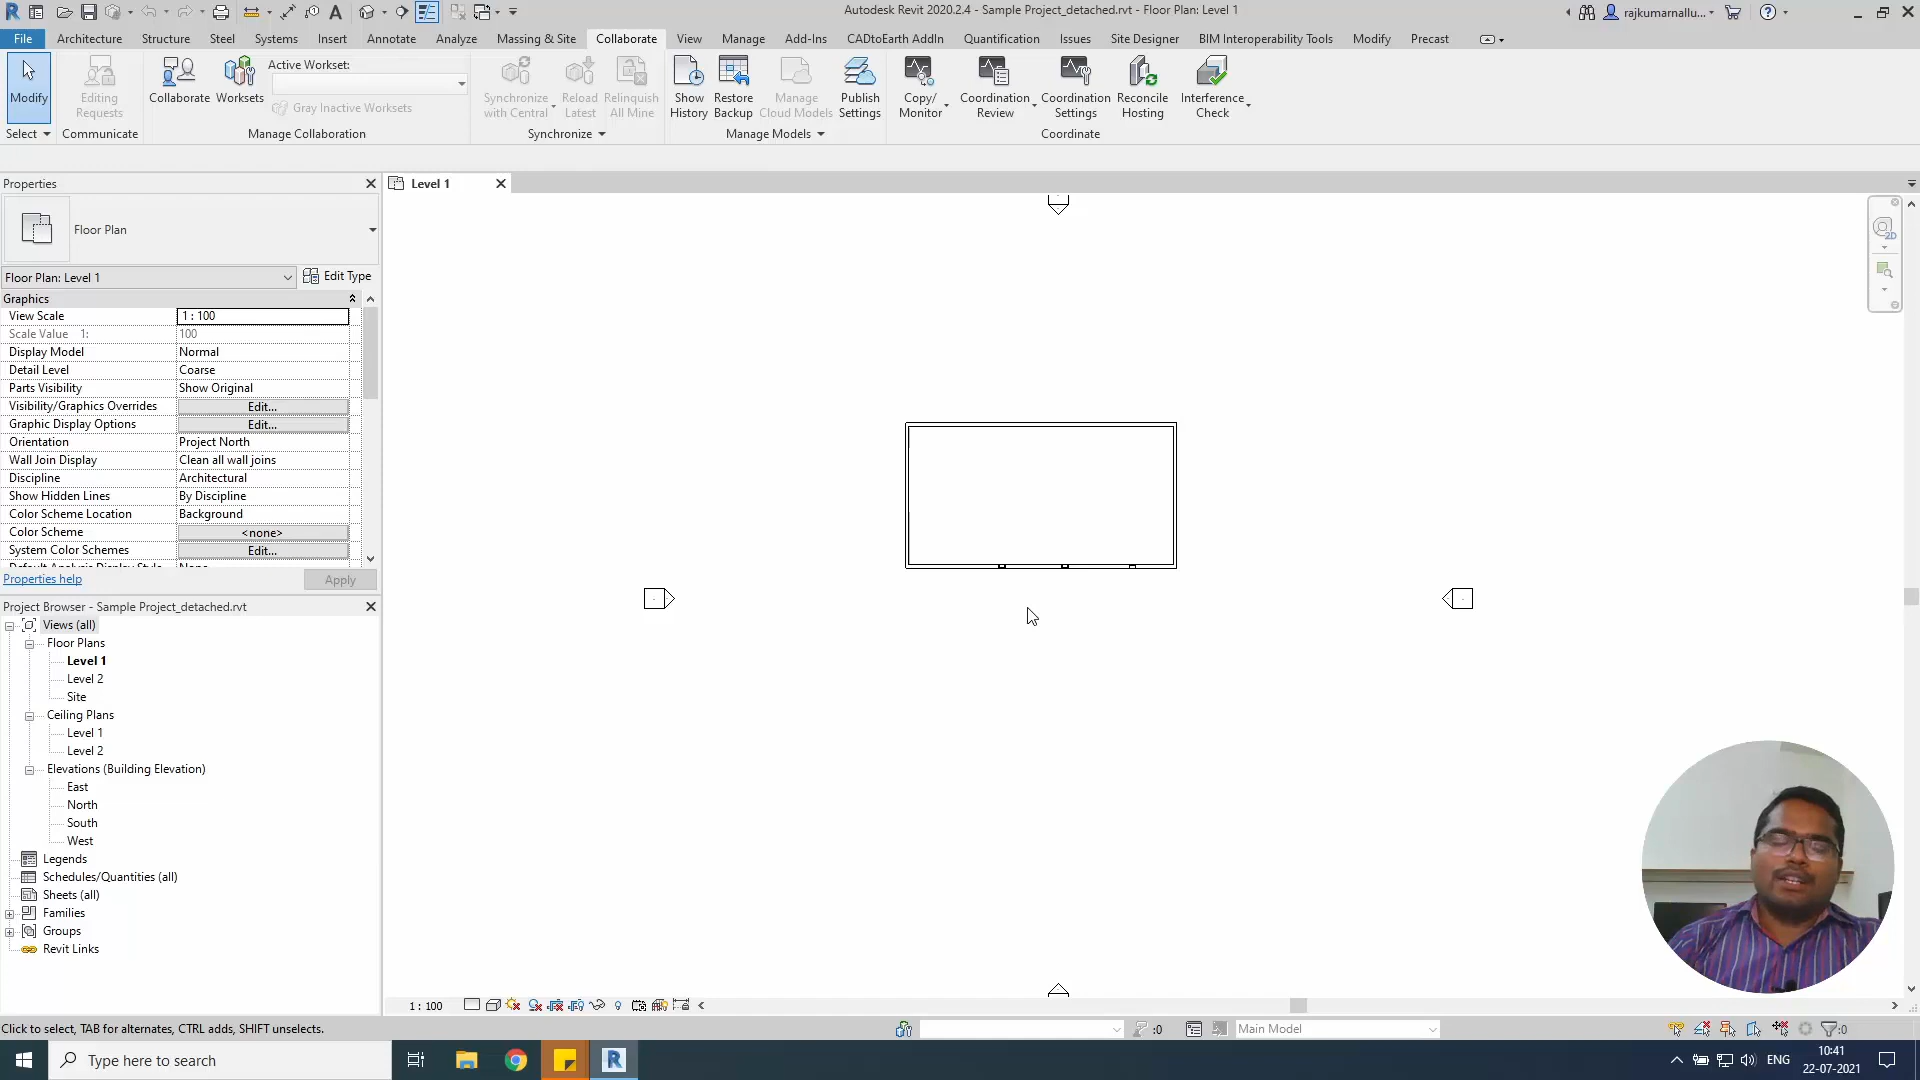 Autodesk Revit 2020.2.4 - Sample Project_detached.rvt - Floor Plan: Level 1
rajkumarnallu...
File Architecture Structure Steel Systems Insert Annotate Analyze Massing & Site Collaborate View Manage Add-Ins CADtoEarth AddIn Quantification Issues Site Designer BIM Interoperability Tools Modify Precast
Modify
Editing Requests
Collaborate
Worksets
Active Workset:
Gray Inactive Worksets
Synchronize with Central
Reload Latest
Relinquish All Mine
Show History
Restore Backup
Manage Cloud Models
Publish Settings
Copy/ Monitor
Coordination Review
Coordination Settings
Reconcile Hosting
Interference Check
Select Communicate Manage Collaboration Synchronize Manage Models Coordinate
Properties
Level 1
Floor Plan
Floor Plan: Level 1 Edit Type
Graphics
View Scale 1 : 100
Scale Value 1: 100
Display Model Normal
Detail Level Coarse
Parts Visibility Show Original
Visibility/Graphics Overrides Edit...
Graphic Display Options Edit...
Orientation Project North
Wall Join Display Clean all wall joins
Discipline Architectural
Show Hidden Lines By Discipline
Color Scheme Location Background
Color Scheme <none>
System Color Schemes Edit...
Default Analysis Display Style None
Properties help Apply
Project Browser - Sample Project_detached.rvt
Views (all)
Floor Plans
Level 1
Level 2
Site
Ceiling Plans
Level 1
Level 2
Elevations (Building Elevation)
East
North
South
West
Legends
Schedules/Quantities (all)
Sheets (all)
Families
Groups
Revit Links
2D
1 : 100
Click to select, TAB for alternates, CTRL adds, SHIFT unselects.
:0
Main Model
:0
Type here to search
ENG
10:41
22-07-2021